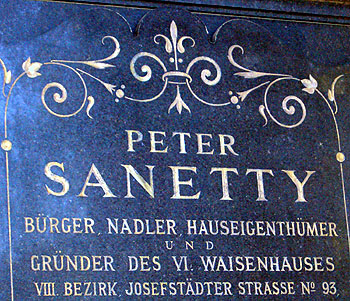 PETER
SANETTY
BÜRGER, NADLER, HAUSEIGENTHÜMER
UND
GRÜNDER DES VI. WAISENHAUSES
VIII. BEZIRK, JOSEFSTÄDTER STRASSE No 93.